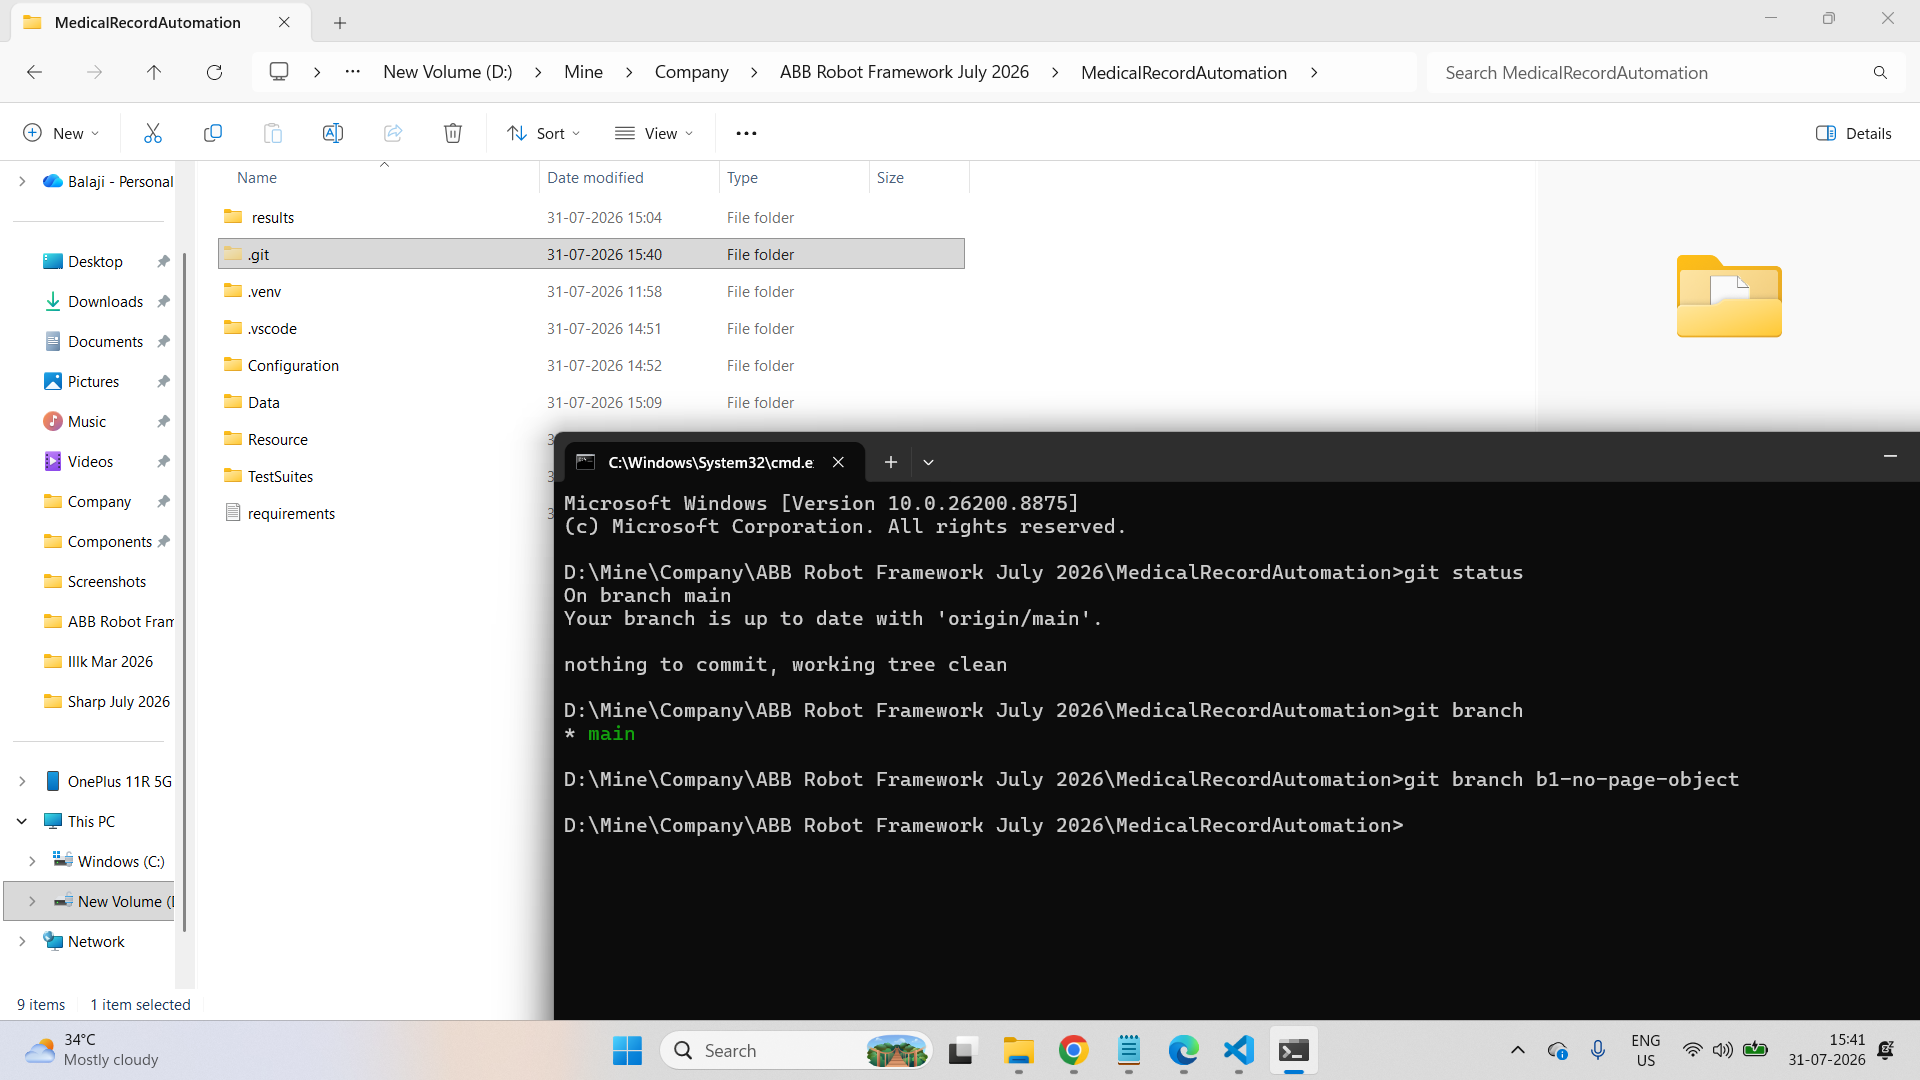 MedicalRecordAutomation
New Volume (D:) Mine Company ABB Robot Framework July 2026 MedicalRecordAutomation
Search MedicalRecordAutomation
New
Sort
View
Details
Balaji - Personal
Desktop
Downloads
Documents
Pictures
Music
Videos
Company
Components
Screenshots
ABB Robot Fram
Illk Mar 2026
Sharp July 2026
OnePlus 11R 5G
This PC
Windows (C:)
New Volume (D
Network
Name Date modified Type Size
results 31-07-2026 15:04 File folder
.git 31-07-2026 15:40 File folder
.venv 31-07-2026 11:58 File folder
.vscode 31-07-2026 14:51 File folder
Configuration 31-07-2026 14:52 File folder
Data 31-07-2026 15:09 File folder
Resource 3
TestSuites 3
requirements 3
C:\Windows\System32\cmd.e
Microsoft Windows [Version 10.0.26200.8875]
(c) Microsoft Corporation. All rights reserved.
D:\Mine\Company\ABB Robot Framework July 2026\MedicalRecordAutomation>git status
On branch main
Your branch is up to date with 'origin/main'.
nothing to commit, working tree clean
D:\Mine\Company\ABB Robot Framework July 2026\MedicalRecordAutomation>git branch
* main
D:\Mine\Company\ABB Robot Framework July 2026\MedicalRecordAutomation>git branch b1-no-page-object
D:\Mine\Company\ABB Robot Framework July 2026\MedicalRecordAutomation>
9 items 1 item selected
34°C
Mostly cloudy
Search
ENG
US
15:41
31-07-2026